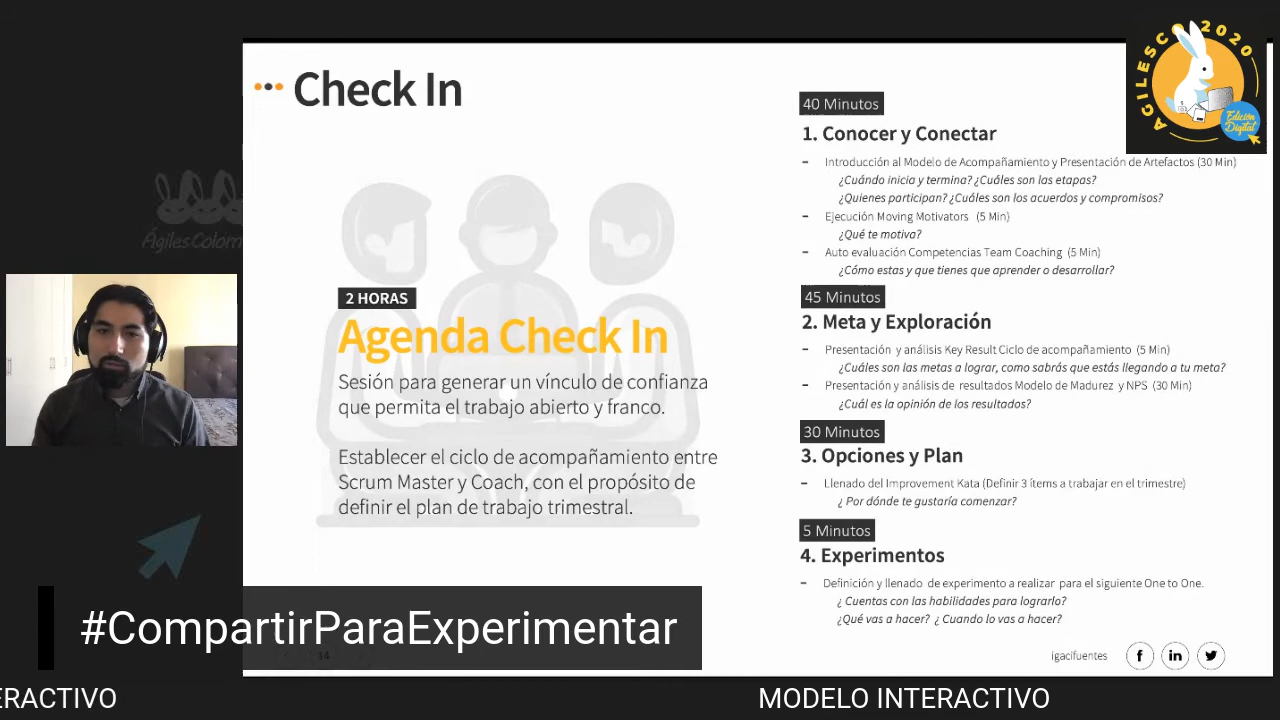 Check In
AGILESCO 2020
Edición
Digital
ÁgilesColom
2 HORAS
Agenda Check In
Sesión para generar un vínculo de confianza
que permita el trabajo abierto y franco.
Establecer el ciclo de acompañamiento entre
Scrum Master y Coach, con el propósito de
definir el plan de trabajo trimestral.
40 Minutos
1. Conocer y Conectar
- Introducción al Modelo de Acompañamiento y Presentación de Artefactos (30 Min)
¿Cuándo inicia y termina? ¿Cuáles son las etapas?
¿Quienes participan? ¿Cuáles son los acuerdos y compromisos?
- Ejecución Moving Motivators (5 Min)
¿Qué te motiva?
- Auto evaluación Competencias Team Coaching (5 Min)
¿Cómo estas y que tienes que aprender o desarrollar?
45 Minutos
2. Meta y Exploración
- Presentación y análisis Key Result Ciclo de acompañamiento (5 Min)
¿Cuáles son las metas a lograr, como sabrás que estás llegando a tu meta?
- Presentación y análisis de resultados Modelo de Madurez y NPS (30 Min)
¿Cuál es la opinión de los resultados?
30 Minutos
3. Opciones y Plan
- Llenado del Improvement Kata (Definir 3 ítems a trabajar en el trimestre)
¿ Por dónde te gustaría comenzar?
5 Minutos
4. Experimentos
- Definición y llenado de experimento a realizar para el siguiente One to One.
¿ Cuentas con las habilidades para lograrlo?
¿Qué vas a hacer? ¿ Cuando lo vas a hacer?
#CompartirParaExperimentar
14
igacifuentes
ERACTIVO
MODELO INTERACTIVO